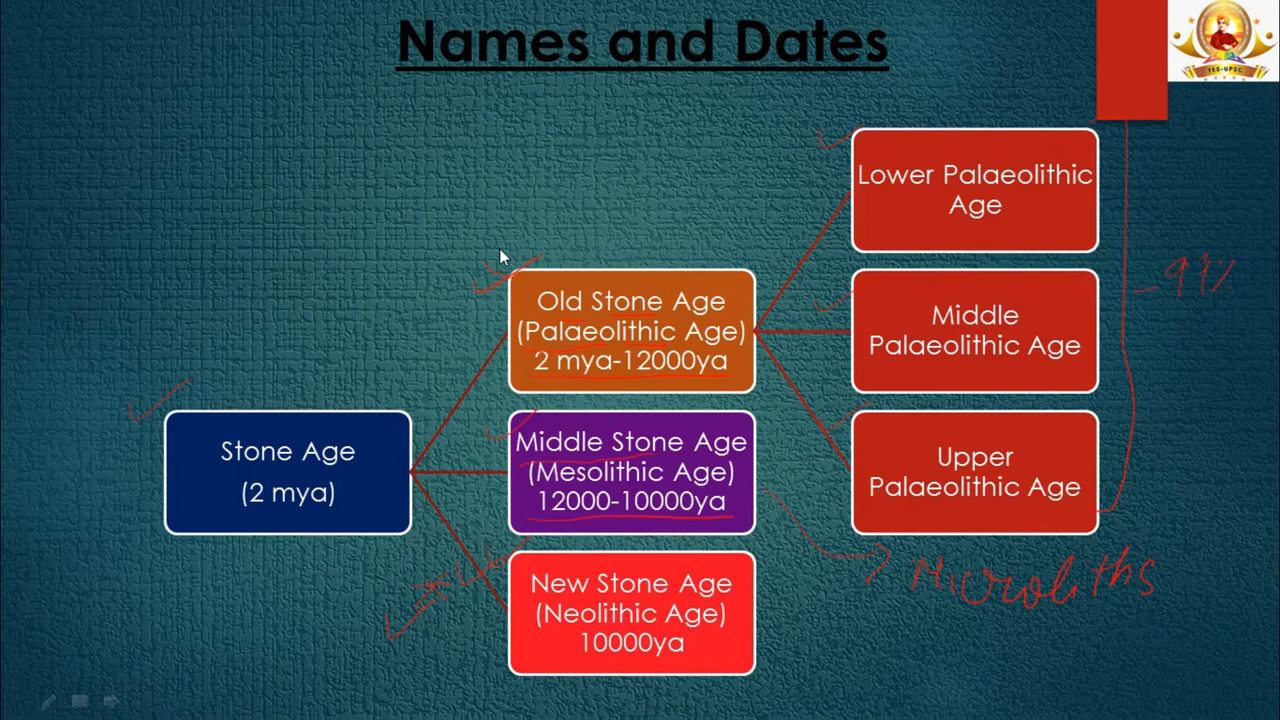 Names and Dates
TES-UPSC
Stone Age
(2 mya)
Old Stone Age
(Palaeolithic Age)
2 mya-12000ya
Middle Stone Age
(Mesolithic Age)
12000-10000ya
New Stone Age
(Neolithic Age)
10000ya
Lower Palaeolithic
Age
Middle
Palaeolithic Age
Upper
Palaeolithic Age
Microliths